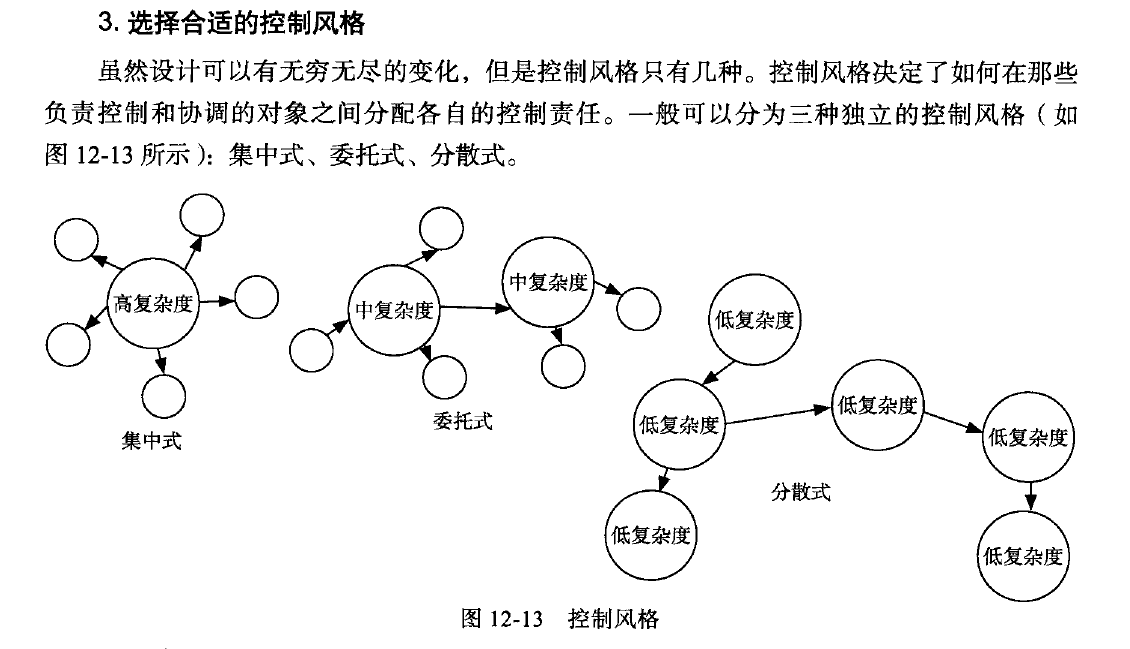 3. 选择合适的控制风格
虽然设计可以有无穷无尽的变化，但是控制风格只有几种。控制风格决定了如何在那些
负责控制和协调的对象之间分配各自的控制责任。一般可以分为三种独立的控制风格（如
图 12-13 所示）：集中式、委托式、分散式。
高复杂度
集中式
中复杂度
中复杂度
委托式
低复杂度
低复杂度
低复杂度
低复杂度
低复杂度
低复杂度
分散式
图 12-13 控制风格